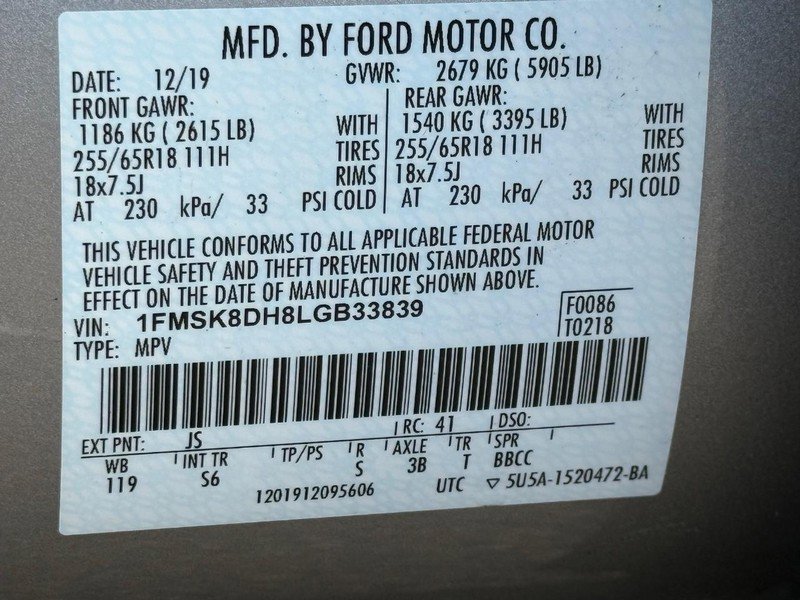 MFD. BY FORD MOTOR CO.
DATE: 12/19 GVWR: 2679 KG ( 5905 LB)
FRONT GAWR: REAR GAWR:
1186 KG ( 2615 LB) WITH 1540 KG ( 3395 LB) WITH
255/65R18 111H TIRES 255/65R18 111H TIRES
18x7.5J RIMS 18x7.5J RIMS
AT 230 kPa/ 33 PSI COLD AT 230 kPa/ 33 PSI COLD
THIS VEHICLE CONFORMS TO ALL APPLICABLE FEDERAL MOTOR
VEHICLE SAFETY AND THEFT PREVENTION STANDARDS IN
EFFECT ON THE DATE OF MANUFACTURE SHOWN ABOVE.
VIN: 1FMSK8DH8LGB33839 F0086
TYPE: MPV T0218
EXT PNT: JS RC: 41 DSO:
WB INT TR TP/PS R AXLE TR SPR
119 S6 S 3B T BBCC
1201912095606 UTC ▽ 5U5A-1520472-BA